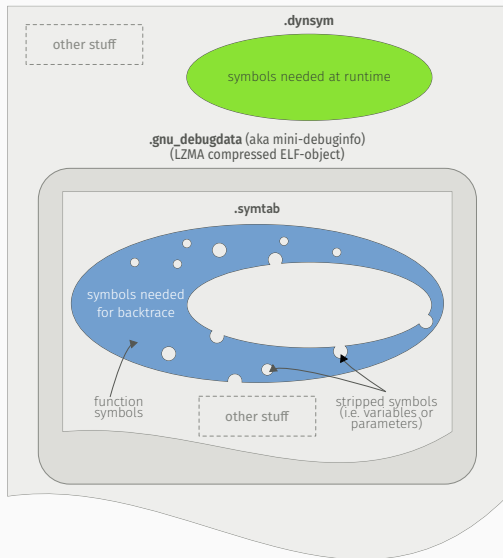 .dynsym
other stuff
symbols needed at runtime
.gnu_debugdata (aka mini-debuginfo)
(LZMA compressed ELF-object)
.symtab
symbols needed
for backtrace
function
symbols
other stuff
stripped symbols
(i.e. variables or
parameters)